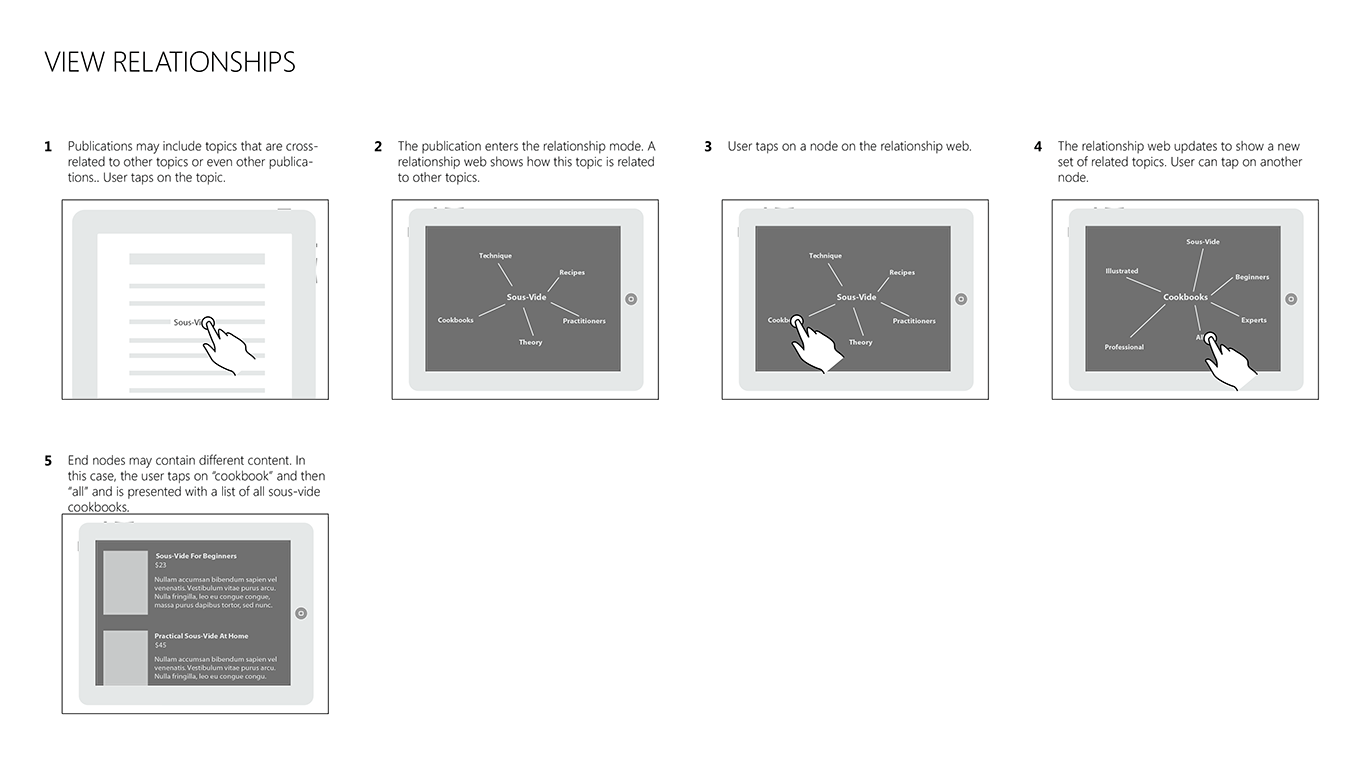 VIEW RELATIONSHIPS
1 Publications may include topics that are cross-
related to other topics or even other publica-
tions.. User taps on the topic.
Sous-Vi
2 The publication enters the relationship mode. A
relationship web shows how this topic is related
to other topics.
Technique
Recipes
Sous-Vide
Cookbooks
Practitioners
Theory
3 User taps on a node on the relationship web.
Technique
Recipes
Sous-Vide
Cookb
Practitioners
Theory
4 The relationship web updates to show a new
set of related topics. User can tap on another
node.
Sous-Vide
Illustrated
Beginners
Cookbooks
Experts
Al
Professional
5 End nodes may contain different content. In
this case, the user taps on “cookbook” and then
“all” and is presented with a list of all sous-vide
cookbooks.
Sous-Vide For Beginners
$23
Nullam accumsan bibendum sapien vel
venenatis. Vestibulum vitae purus arcu.
Nulla fringilla, leo eu congue congue,
massa purus dapibus tortor, sed nunc.
Practical Sous-Vide At Home
$45
Nullam accumsan bibendum sapien vel
venenatis. Vestibulum vitae purus arcu.
Nulla fringilla, leo eu congue congu.